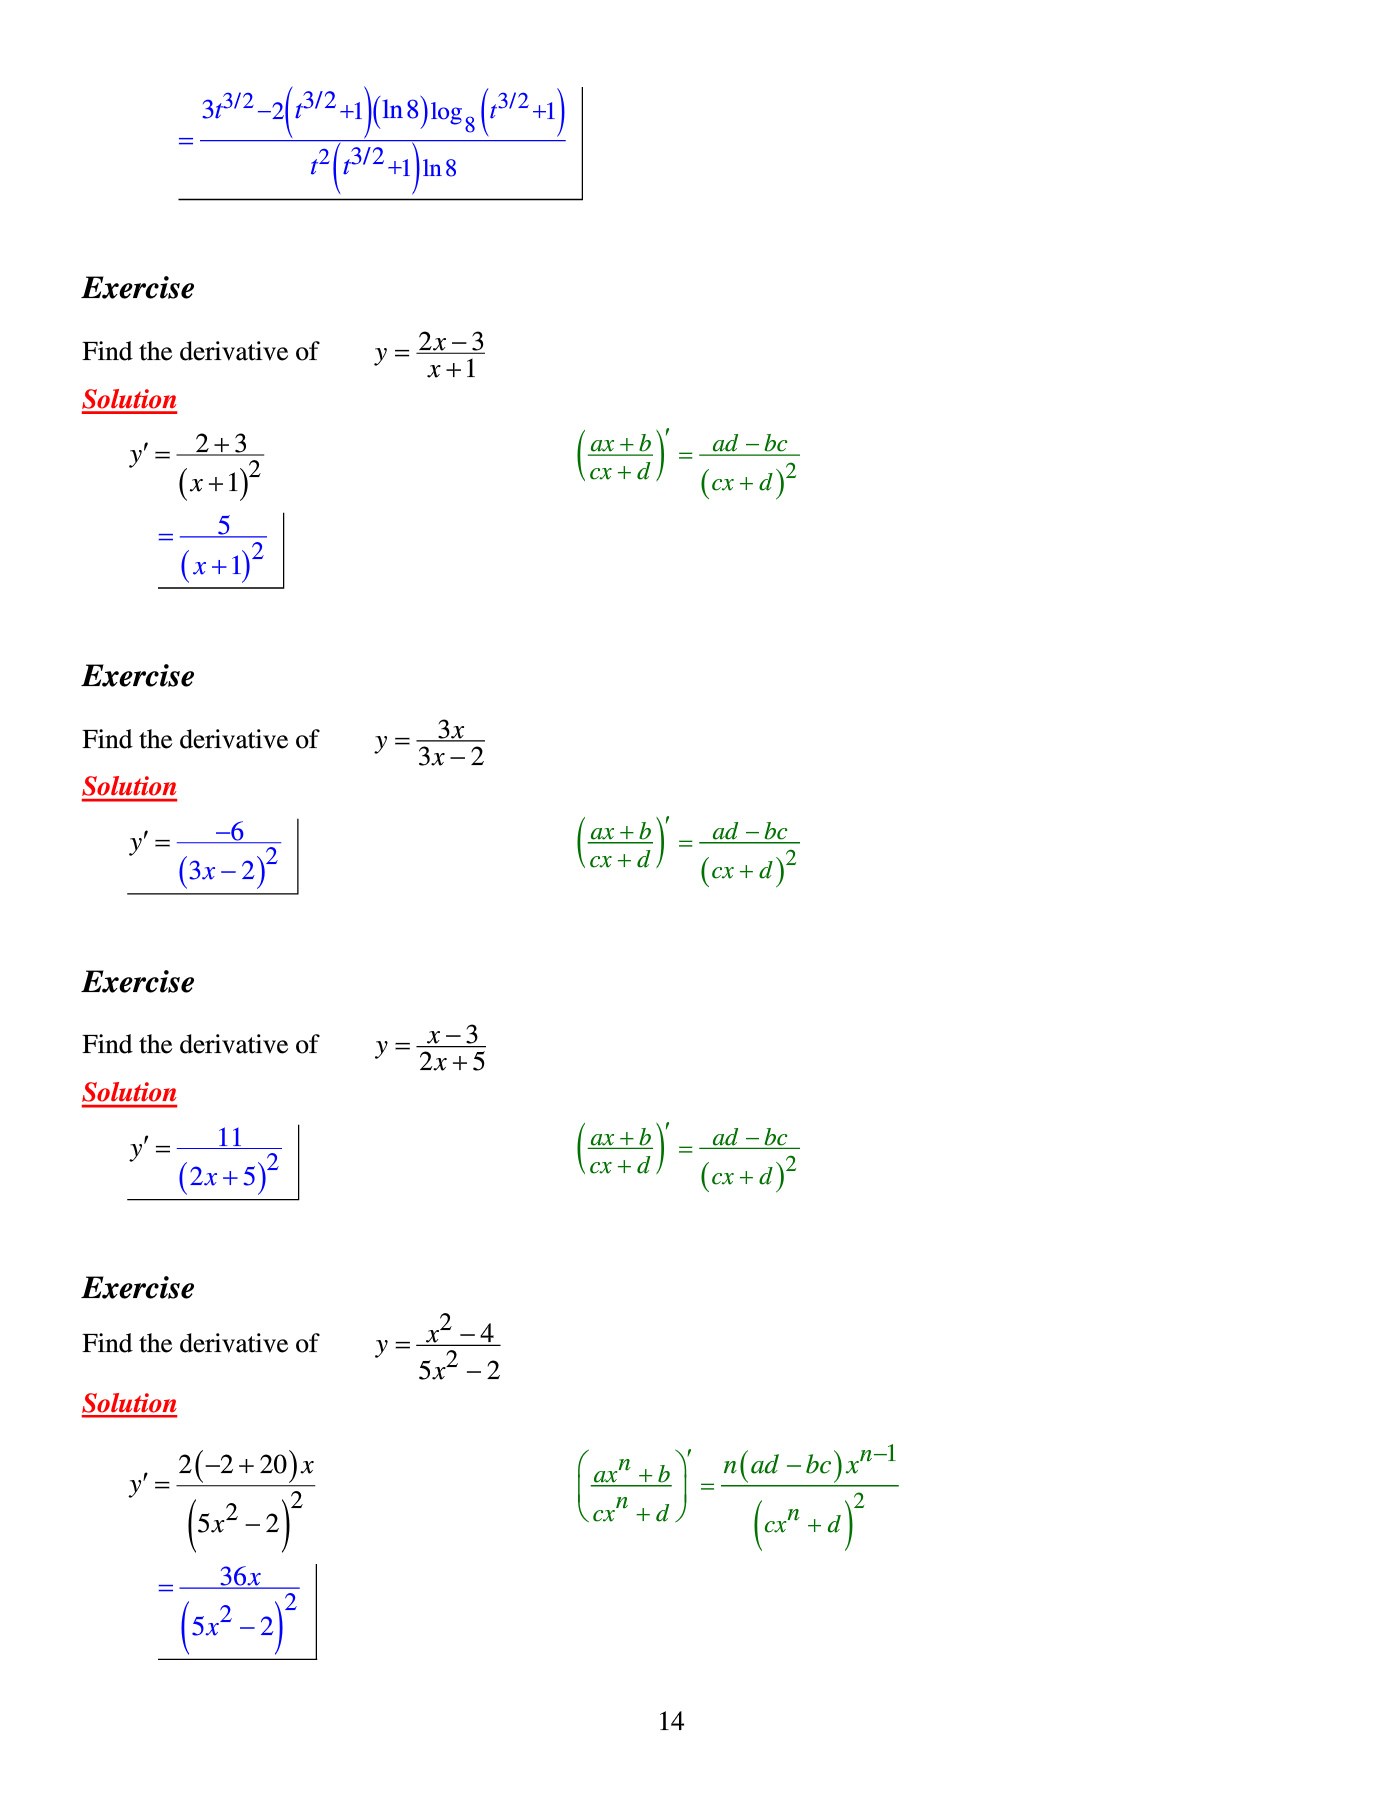 = \frac{3t^{3/2}-2\left(t^{3/2}+1\right)(\ln 8)\log_8\left(t^{3/2}+1\right)}{t^2\left(t^{3/2}+1\right)\ln 8}
Exercise
Find the derivative of y = \frac{2x-3}{x+1}
Solution
y' = \frac{2+3}{(x+1)^2} \left(\frac{ax+b}{cx+d}\right)' = \frac{ad-bc}{(cx+d)^2}
= \frac{5}{(x+1)^2}
Exercise
Find the derivative of y = \frac{3x}{3x-2}
Solution
y' = \frac{-6}{(3x-2)^2} \left(\frac{ax+b}{cx+d}\right)' = \frac{ad-bc}{(cx+d)^2}
Exercise
Find the derivative of y = \frac{x-3}{2x+5}
Solution
y' = \frac{11}{(2x+5)^2} \left(\frac{ax+b}{cx+d}\right)' = \frac{ad-bc}{(cx+d)^2}
Exercise
Find the derivative of y = \frac{x^2-4}{5x^2-2}
Solution
y' = \frac{2(-2+20)x}{\left(5x^2-2\right)^2} \left(\frac{ax^n+b}{cx^n+d}\right)' = \frac{n(ad-bc)x^{n-1}}{\left(cx^n+d\right)^2}
= \frac{36x}{\left(5x^2-2\right)^2}
14